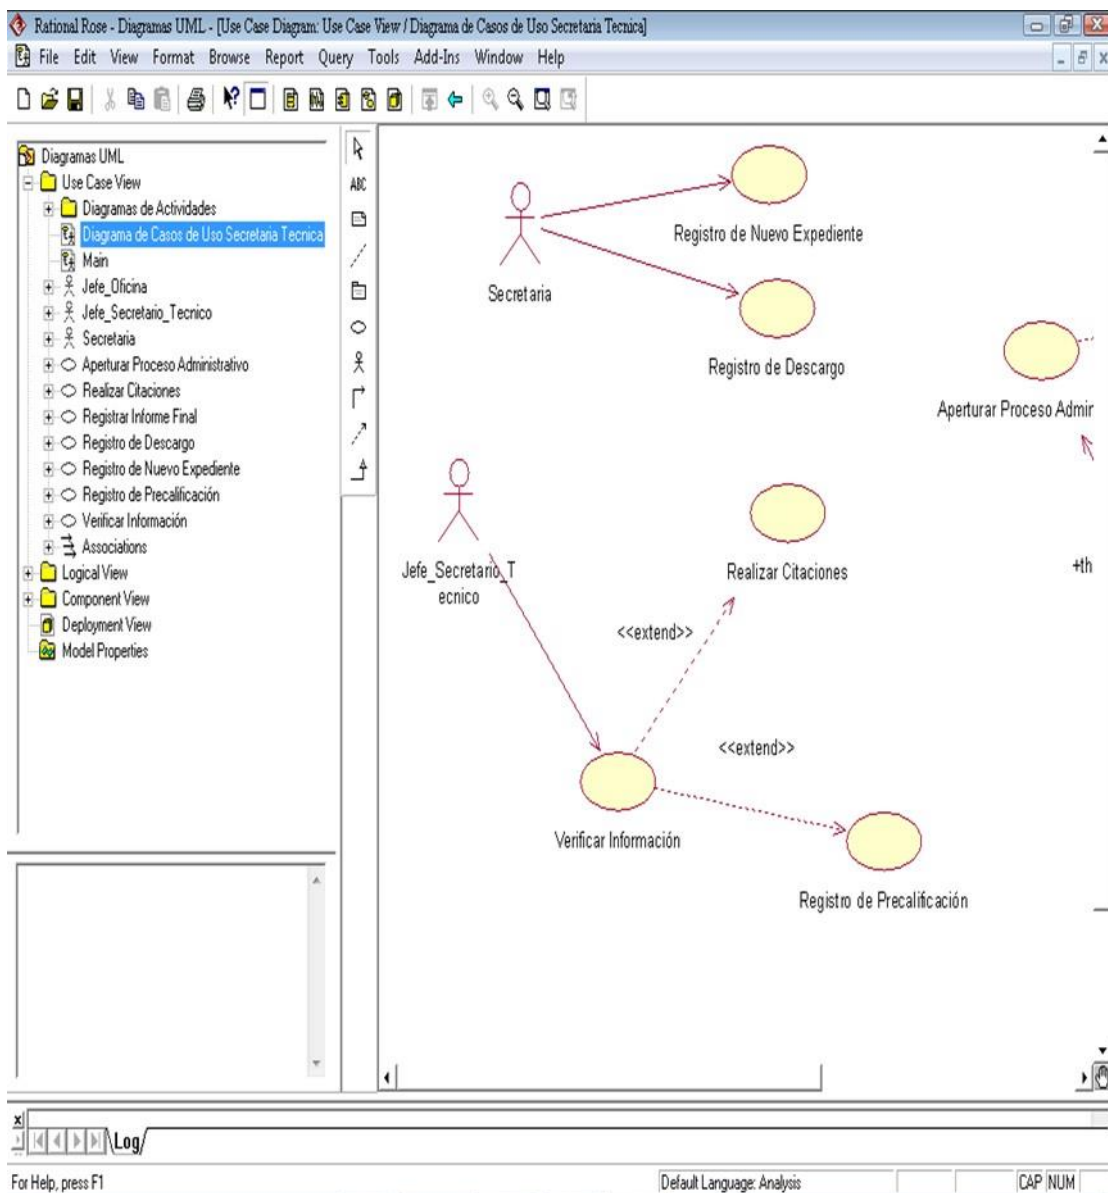 Rational Rose - Diagramas UML - [Use Case Diagram: Use Case View / Diagrama de Casos de Uso Secretaria Tecnica]
File Edit View Format Browse Report Query Tools Add-Ins Window Help
ABC
Diagramas UML
Use Case View
Diagramas de Actividades
Diagrama de Casos de Uso Secretaria Tecnica
Main
Jefe_Oficina
Jefe_Secretario_Tecnico
Secretaria
Aperturar Proceso Administrativo
Realizar Citaciones
Registrar Informe Final
Registro de Descargo
Registro de Nuevo Expediente
Registro de Precalificación
Verificar Información
Associations
Logical View
Component View
Deployment View
Model Properties
Registro de Nuevo Expediente
Secretaria
Registro de Descargo
Aperturar Proceso Admir
Jefe_Secretario_T
ecnico
Realizar Citaciones
+th
<<extend>>
<<extend>>
Verificar Información
Registro de Precalificación
Log
For Help, press F1
Default Language: Analysis
CAP NUM